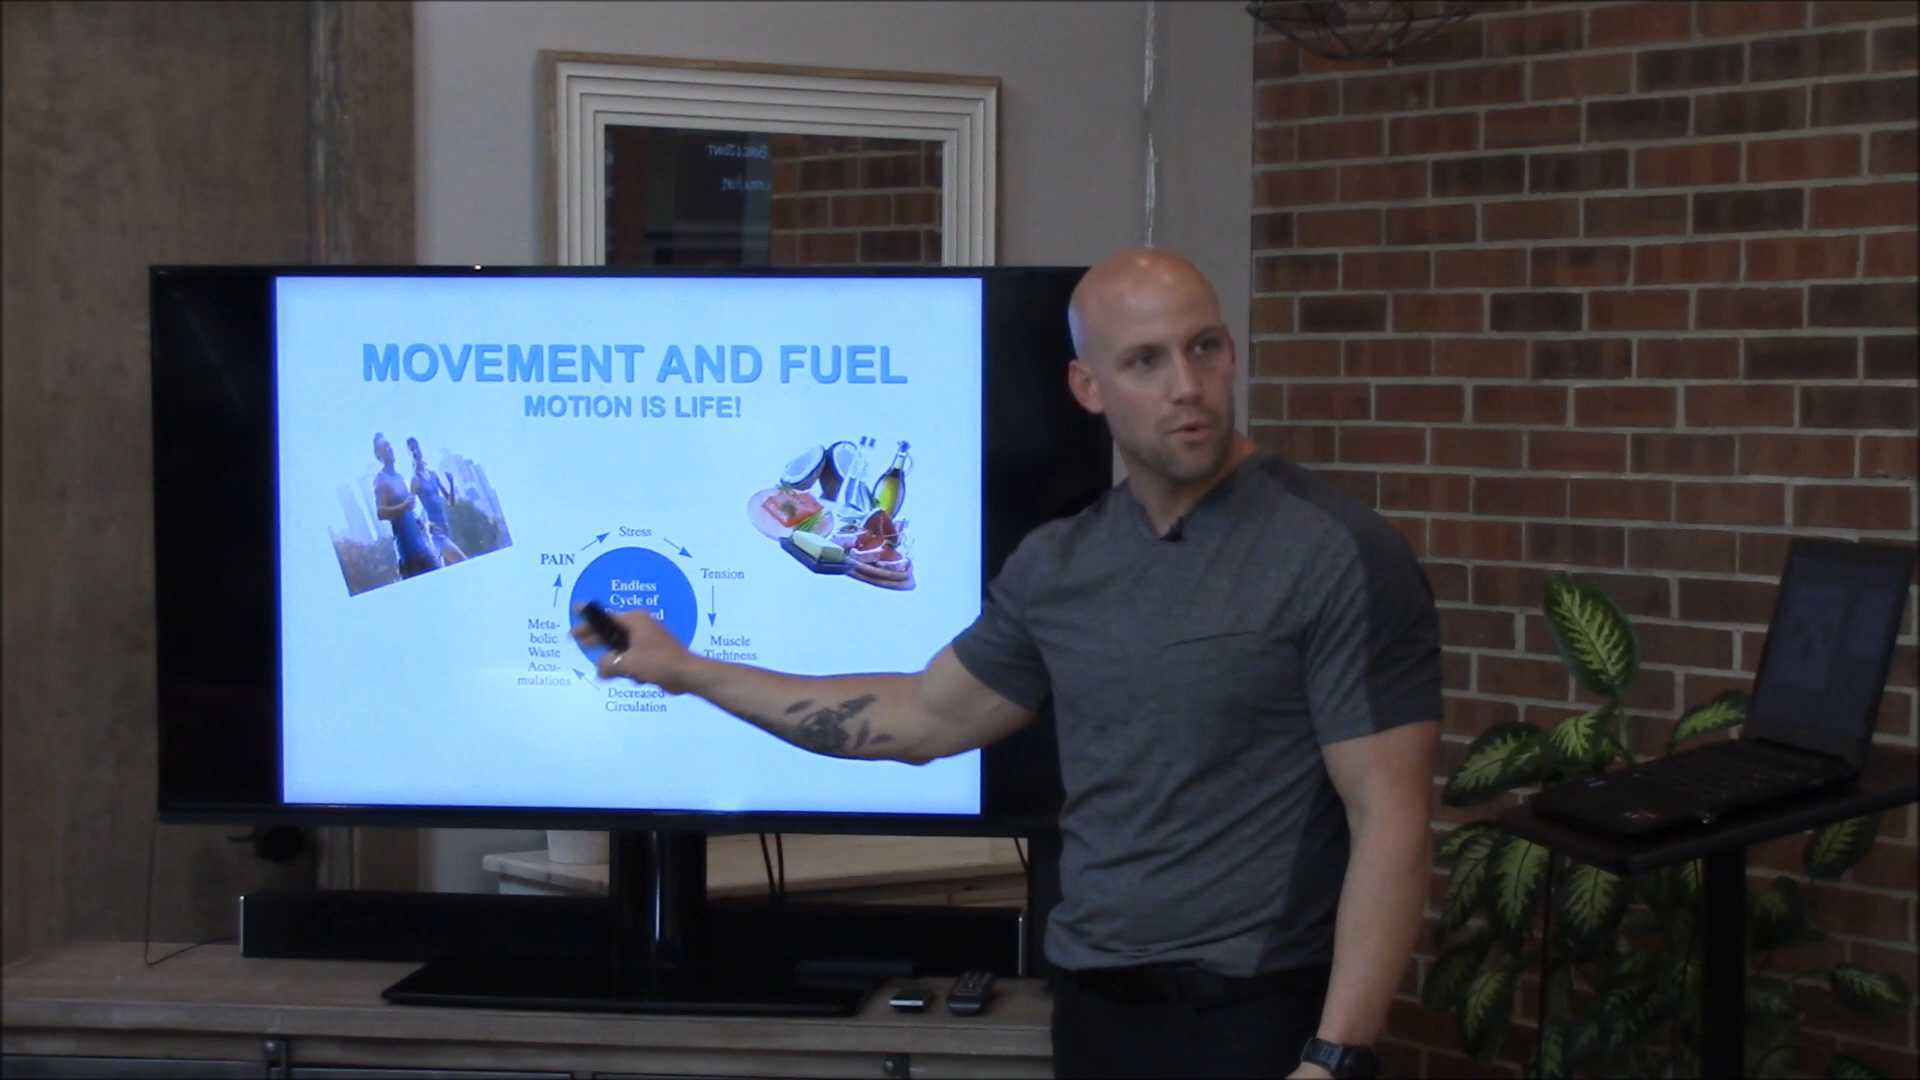 MOVEMENT AND FUEL
MOTION IS LIFE!
Stress
PAIN
Tension
Endless
Cycle of
Meta-
bolic
Waste
Accu-
mulations
Muscle
Tightness
Decreased
Circulation